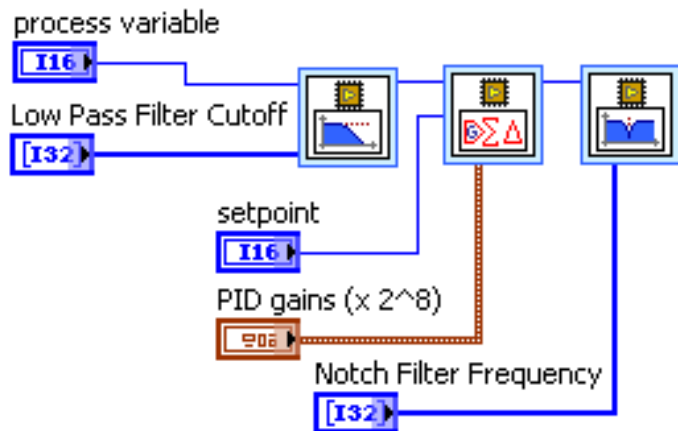 process variable
I16
Low Pass Filter Cutoff
[I32]
setpoint
I16
PID gains (x 2^8)
Notch Filter Frequency
[I32]